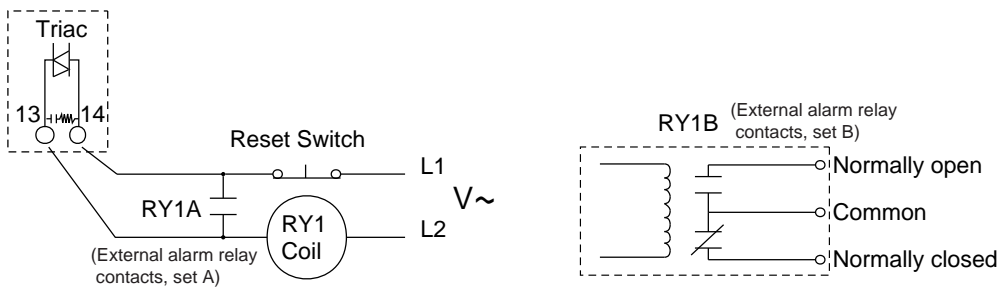 Triac
13
14
Reset Switch
L1
V~
RY1A
RY1
Coil
L2
(External alarm relay
contacts, set A)
RY1B
(External alarm relay
contacts, set B)
Normally open
Common
Normally closed